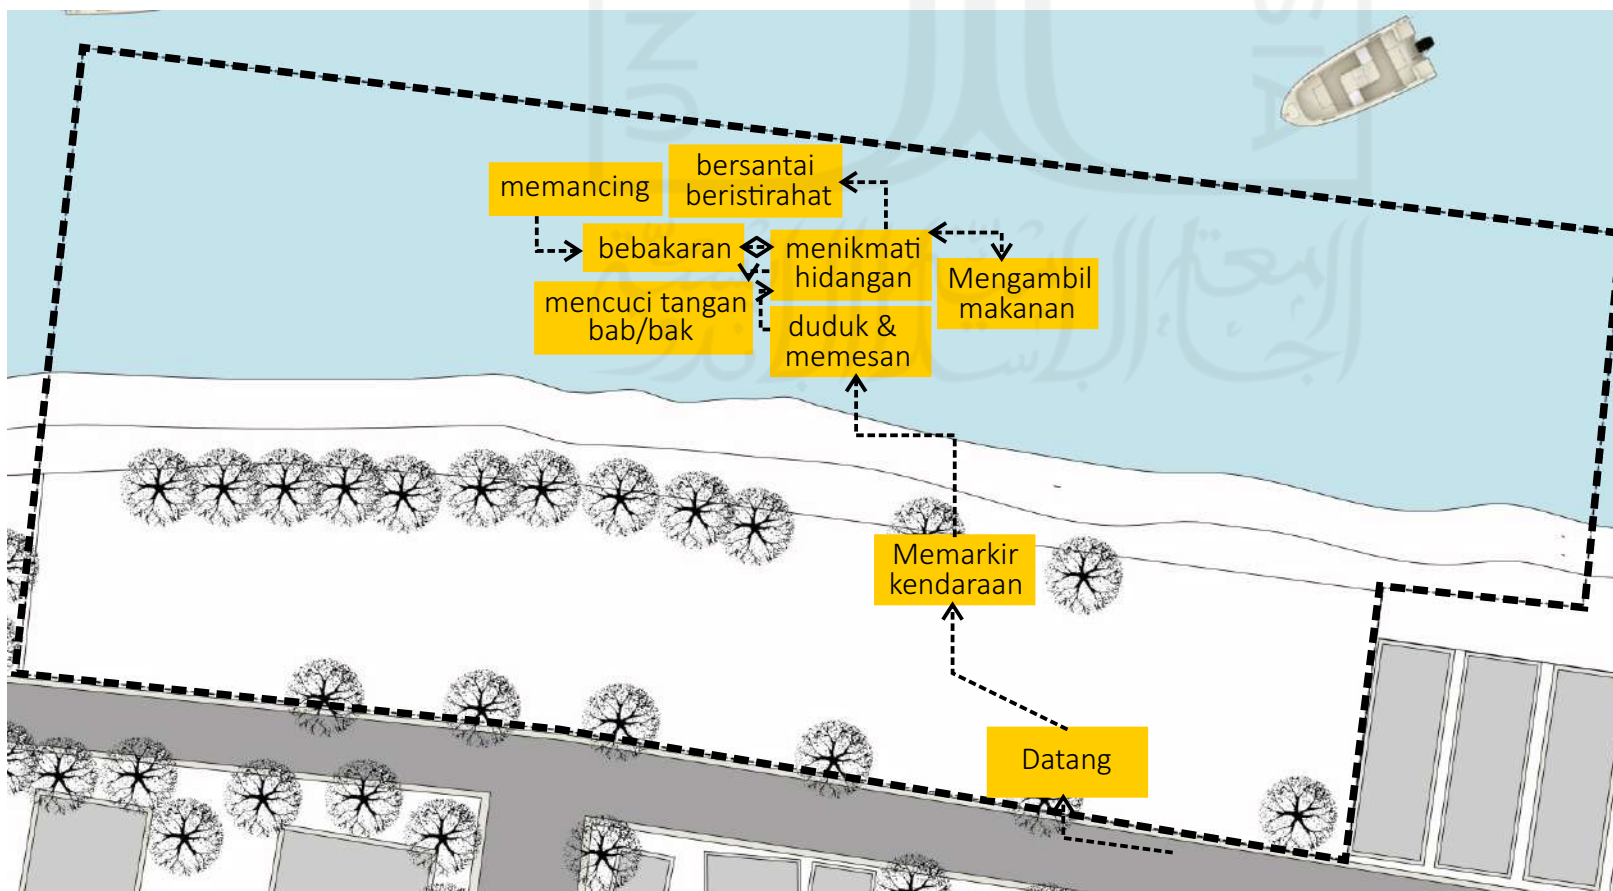 bersantai
beristirahat
memancing
bebakaran
menikmati
hidangan
Mengambil
makanan
mencuci tangan
bab/bak
duduk &
memesan
Memarkir
kendaraan
Datang